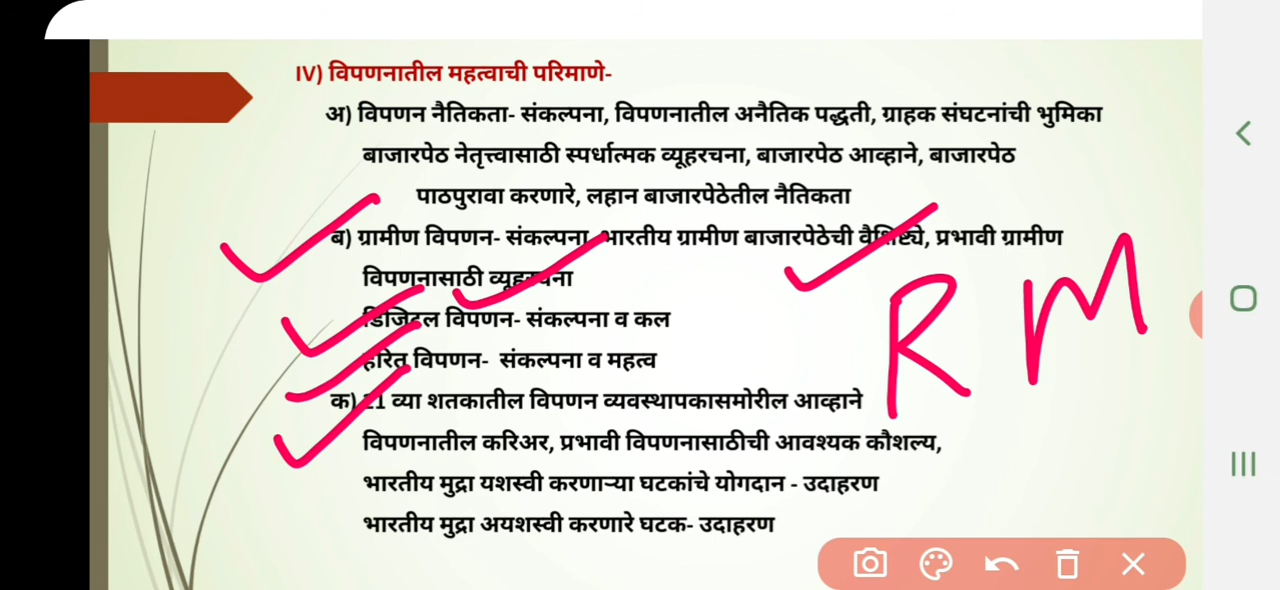 IV) विपणनातील महत्वाची परिमाणे-
अ) विपणन नैतिकता- संकल्पना, विपणनातील अनैतिक पद्धती, ग्राहक संघटनांची भुमिका
बाजारपेठ नेतृत्त्वासाठी स्पर्धात्मक व्यूहरचना, बाजारपेठ आव्हाने, बाजारपेठ
पाठपुरावा करणारे, लहान बाजारपेठेतील नैतिकता
ब) ग्रामीण विपणन- संकल्पना, भारतीय ग्रामीण बाजारपेठेची वैशिष्ट्ये, प्रभावी ग्रामीण
विपणनासाठी व्यूहरचना
डिजिटल विपणन- संकल्पना व कल
हरित विपणन- संकल्पना व महत्व
क) 21 व्या शतकातील विपणन व्यवस्थापकासमोरील आव्हाने
विपणनातील करिअर, प्रभावी विपणनासाठीची आवश्यक कौशल्य,
भारतीय मुद्रा यशस्वी करणाऱ्या घटकांचे योगदान - उदाहरण
भारतीय मुद्रा अयशस्वी करणारे घटक- उदाहरण
R M